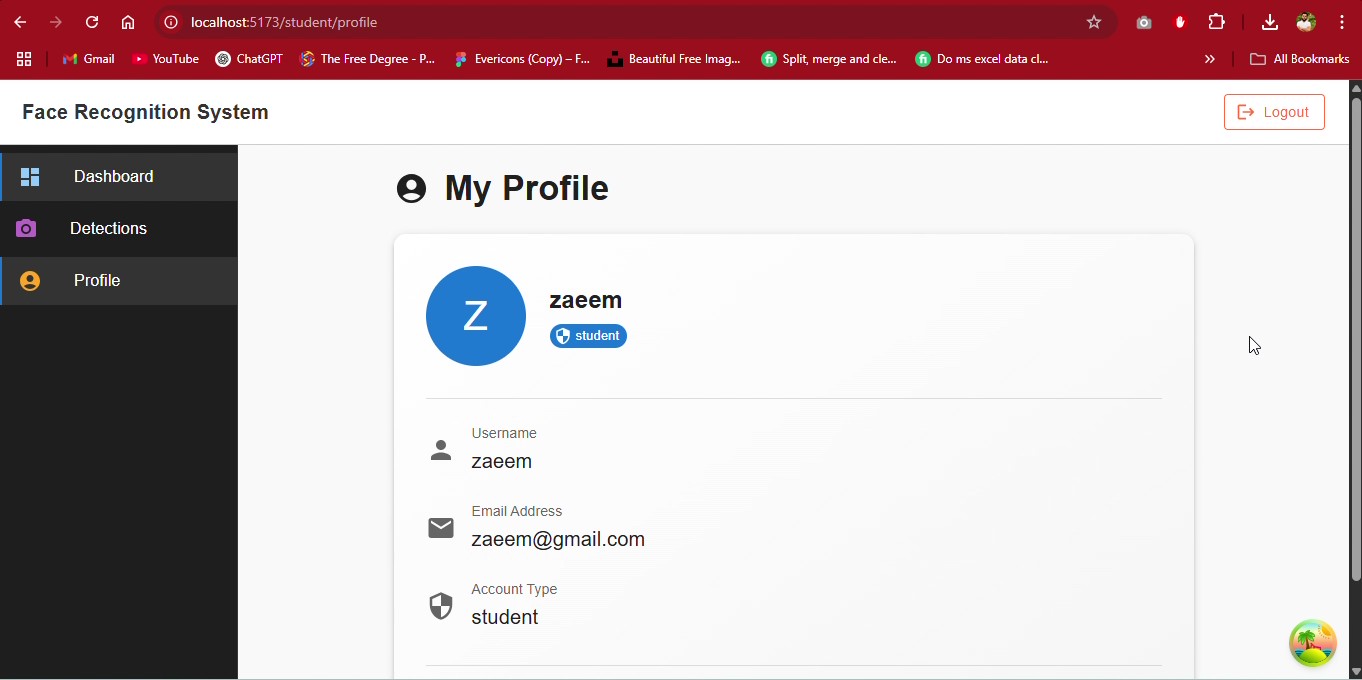 localhost:5173/student/profile
Gmail YouTube ChatGPT The Free Degree - P... Evericons (Copy) – F... Beautiful Free Imag... Split, merge and cle... Do ms excel data cl... » All Bookmarks
Face Recognition System
Logout
Dashboard
Detections
Profile
My Profile
Z
zaeem
student
Username
zaeem
Email Address
zaeem@gmail.com
Account Type
student